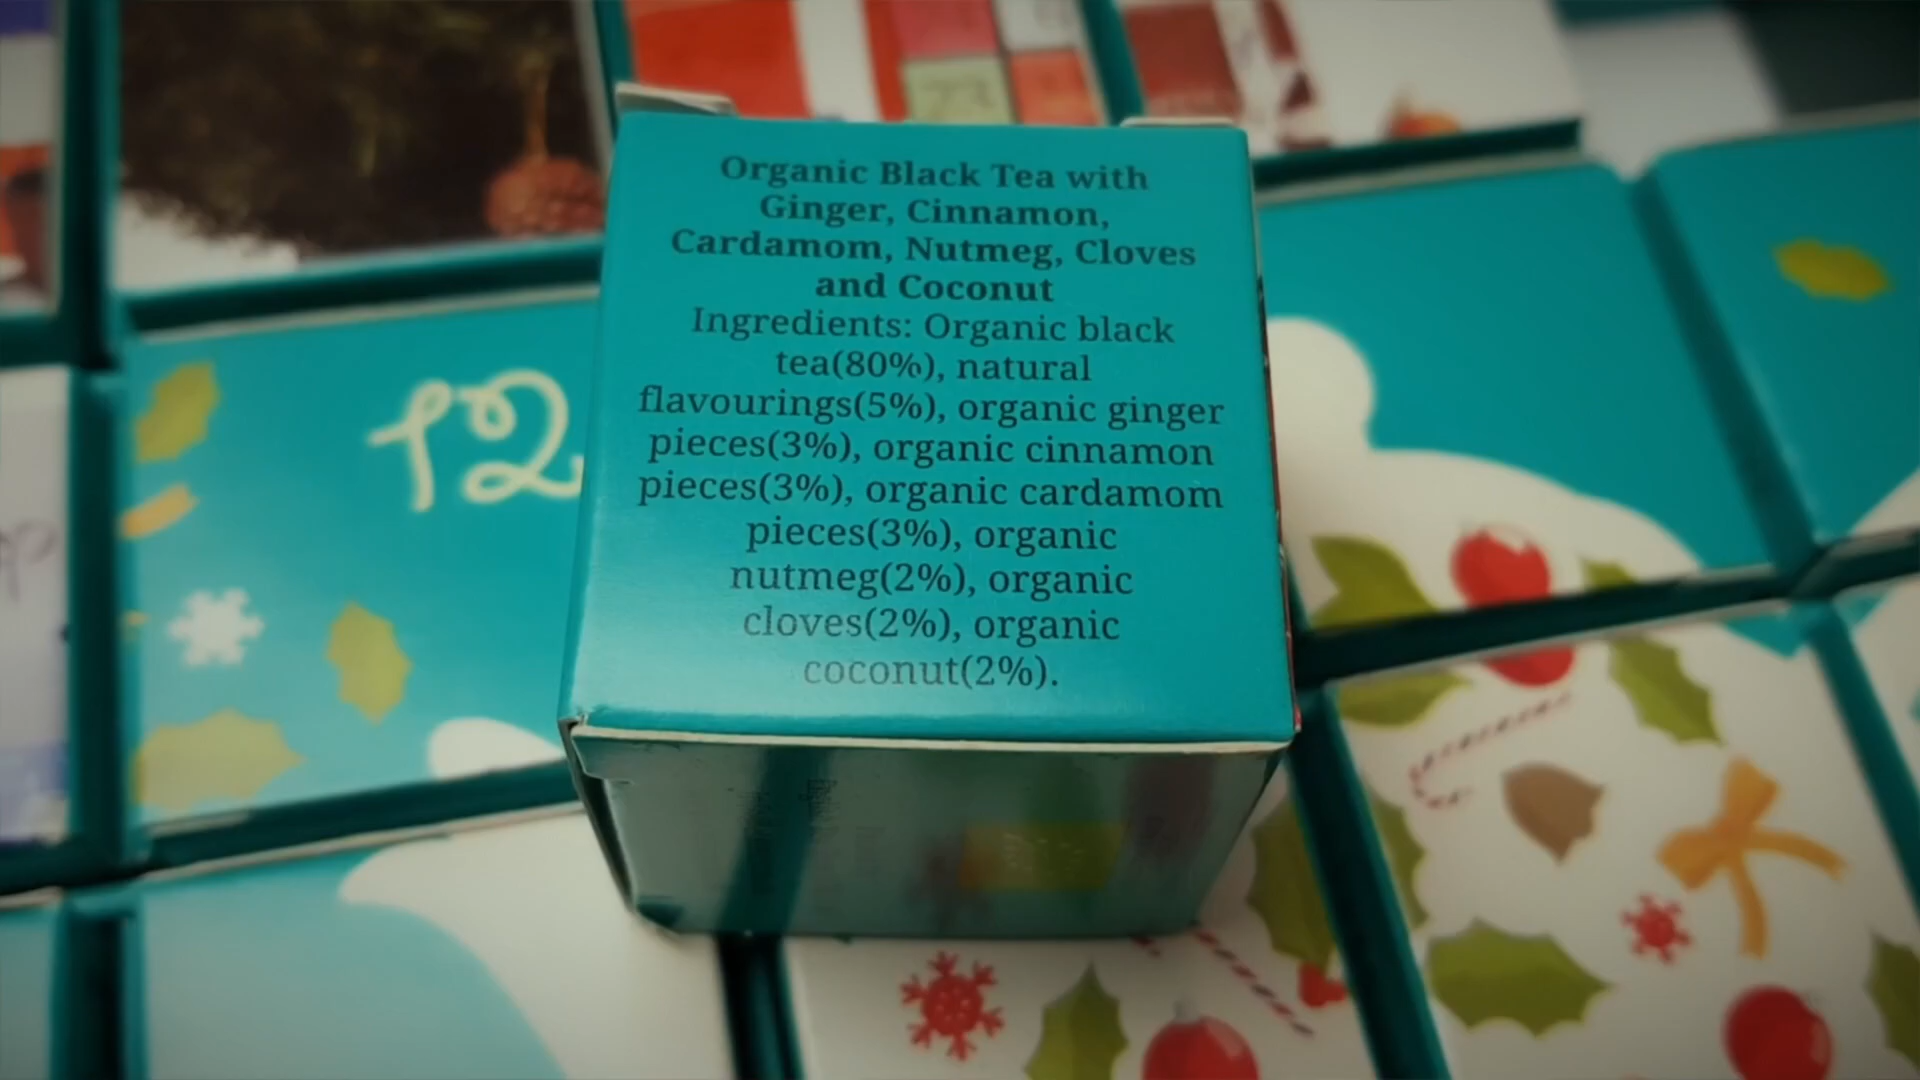 Organic Black Tea with
Ginger, Cinnamon,
Cardamom, Nutmeg, Cloves
and Coconut
Ingredients: Organic black
tea(80%), natural
flavourings(5%), organic ginger
pieces(3%), organic cinnamon
pieces(3%), organic cardamom
pieces(3%), organic
nutmeg(2%), organic
cloves(2%), organic
coconut(2%).
12
23